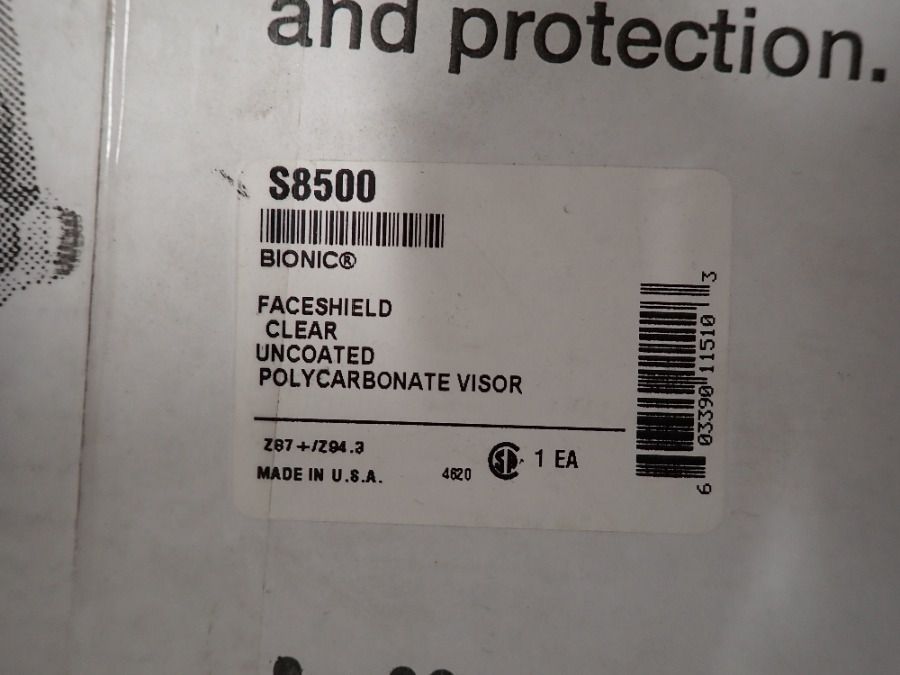 and protection.
S8500
BIONIC®
FACESHIELD
CLEAR
UNCOATED
POLYCARBONATE VISOR
Z87+/Z94.3
MADE IN U.S.A.
4620
1 EA
6 03390 11510 3